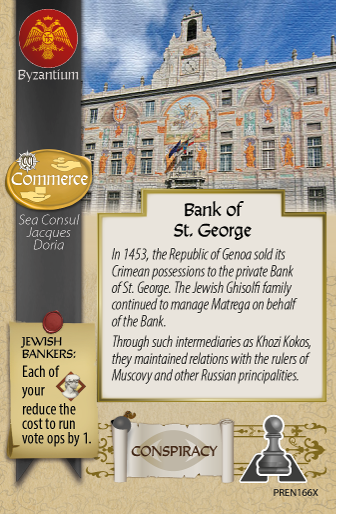 Byzantium
Commerce
Sea Consul
Jacques
Doria
Bank of
St. George
In 1453, the Republic of Genoa sold its
Crimean possessions to the private Bank
of St. George. The Jewish Ghisolfi family
continued to manage Matrega on behalf
of the Bank.
Through such intermediaries as Khozi Kokos,
they maintained relations with the rulers of
Muscovy and other Russian principalities.
JEWISH
BANKERS:
Each of
your
reduce the
cost to run
vote ops by 1.
CONSPIRACY
PREN166X